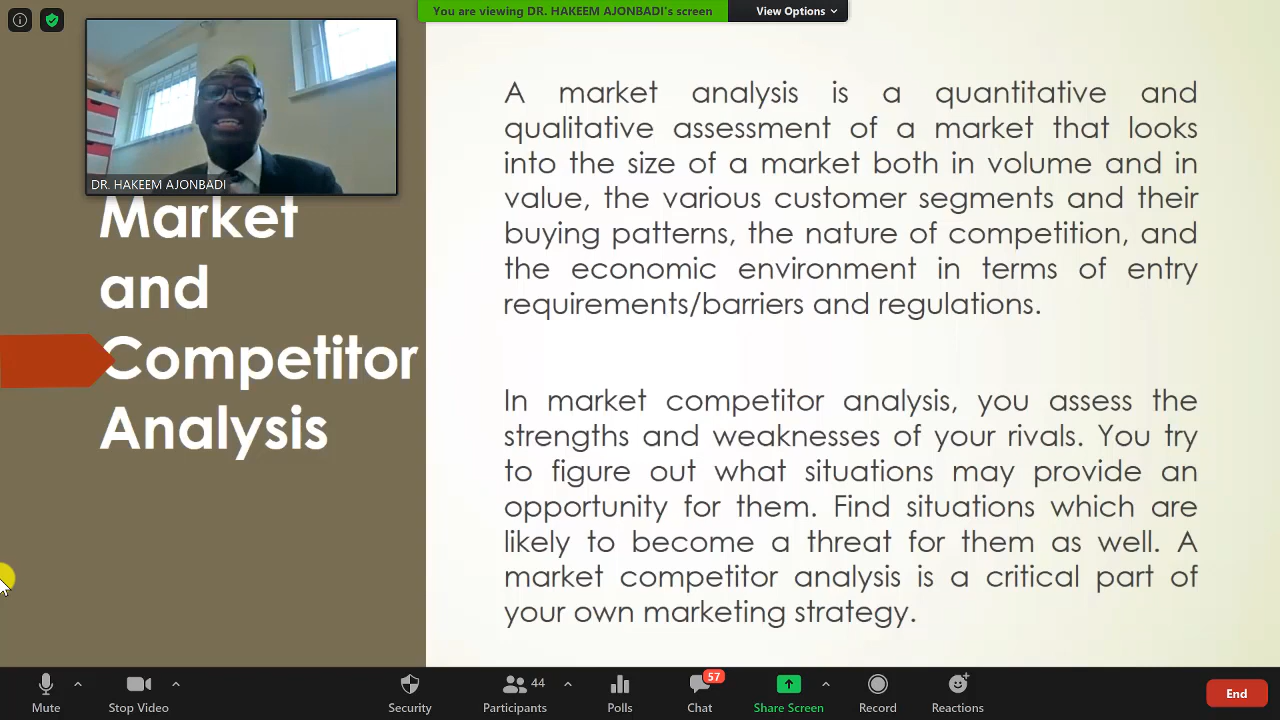 You are viewing DR. HAKEEM AJONBADI's screen
View Options
DR. HAKEEM AJONBADI
Market
and
Competitor
Analysis
A market analysis is a quantitative and
qualitative assessment of a market that looks
into the size of a market both in volume and in
value, the various customer segments and their
buying patterns, the nature of competition, and
the economic environment in terms of entry
requirements/barriers and regulations.
In market competitor analysis, you assess the
strengths and weaknesses of your rivals. You try
to figure out what situations may provide an
opportunity for them. Find situations which are
likely to become a threat for them as well. A
market competitor analysis is a critical part of
your own marketing strategy.
Mute
Stop Video
Security
44
Participants
Polls
57
Chat
Share Screen
Record
Reactions
End